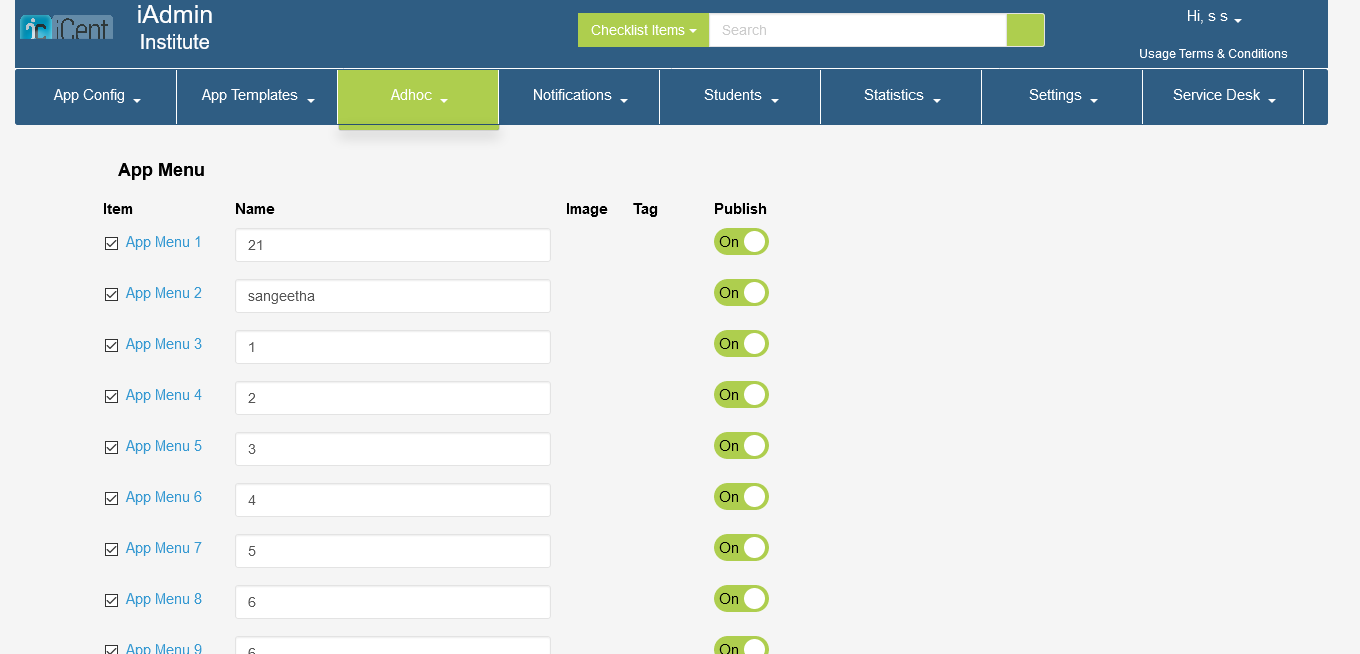 iCent
iAdmin
Institute
Checklist Items
Search
Hi, s s
Usage Terms & Conditions
App Config
App Templates
Adhoc
Notifications
Students
Statistics
Settings
Service Desk
App Menu
Item Name Image Tag Publish
App Menu 1 21 On
App Menu 2 sangeetha On
App Menu 3 1 On
App Menu 4 2 On
App Menu 5 3 On
App Menu 6 4 On
App Menu 7 5 On
App Menu 8 6 On
App Menu 9 6 On